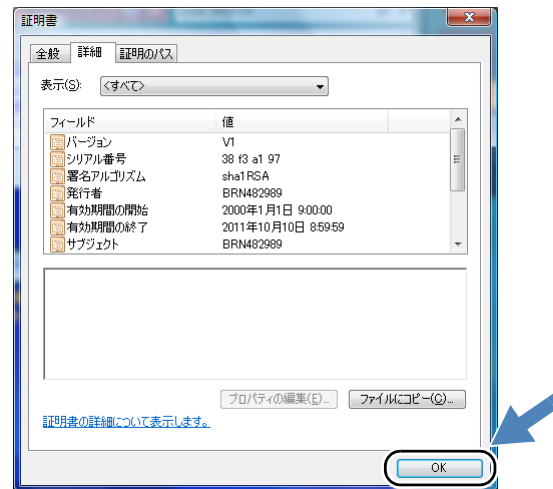 証明書
全般 詳細 証明のパス
表示(S): <すべて>
フィールド 値
バージョン V1
シリアル番号 38 f3 a1 97
署名アルゴリズム sha1RSA
発行者 BRN482989
有効期間の開始 2000年1月1日 9:00:00
有効期間の終了 2011年10月10日 8:59:59
サブジェクト BRN482989
プロパティの編集(E)... ファイルにコピー(C)...
証明書の詳細について表示します。
OK